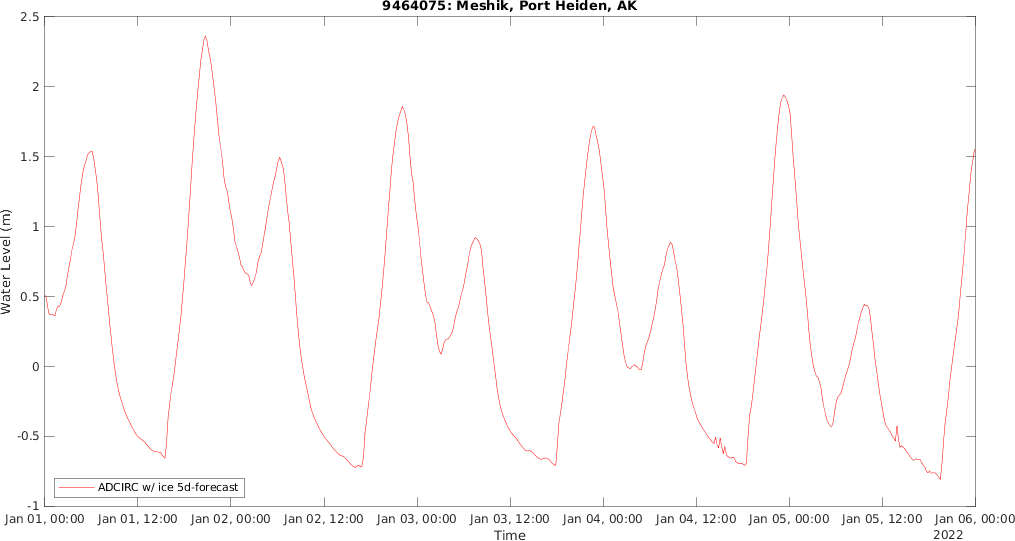 9464075: Meshik, Port Heiden, AK
2.5
2
1.5
1
0.5
0
-0.5
-1
Water Level (m)
ADCIRC w/ ice 5d-forecast
Jan 01, 00:00 Jan 01, 12:00 Jan 02, 00:00 Jan 02, 12:00 Jan 03, 00:00 Jan 03, 12:00 Jan 04, 00:00 Jan 04, 12:00 Jan 05, 00:00 Jan 05, 12:00 Jan 06, 00:00
Time
2022